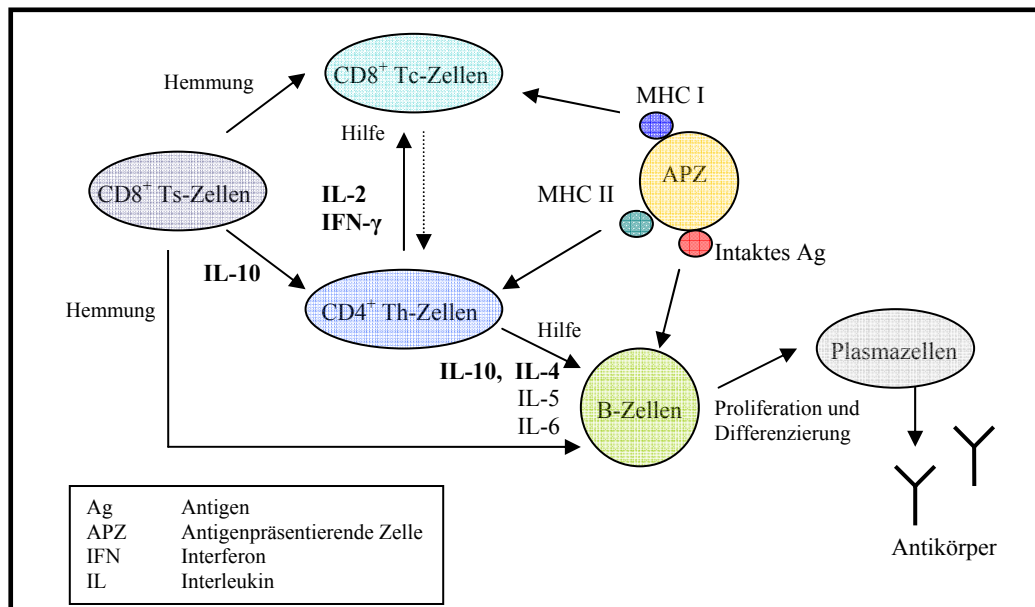 CD8+ Tc-Zellen
Hemmung
MHC I
Hilfe
APZ
CD8+ Ts-Zellen
IL-2
IFN-γ
MHC II
Intaktes Ag
IL-10
Hemmung
CD4+ Th-Zellen
Hilfe
IL-10, IL-4
IL-5
IL-6
B-Zellen
Plasmazellen
Proliferation und
Differenzierung
Antikörper
Ag Antigen
APZ Antigenpräsentierende Zelle
IFN Interferon
IL Interleukin